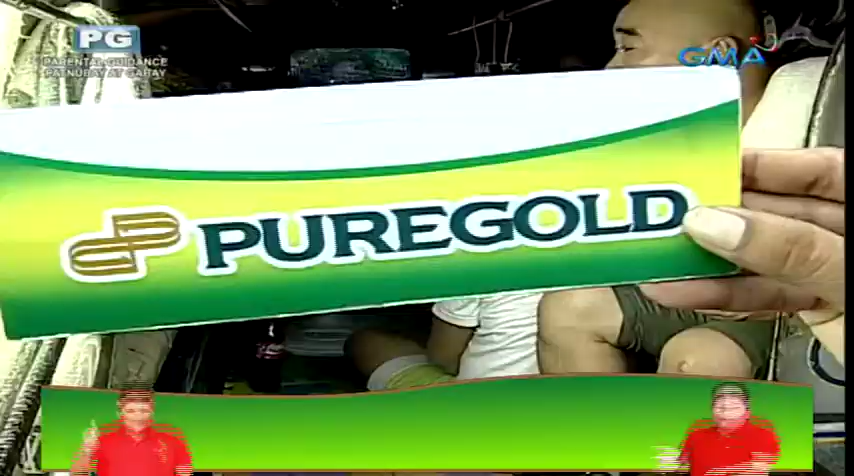 PG
PARENTAL GUIDANCE
PATNUBAY AT GABAY
GMA
PUREGOLD